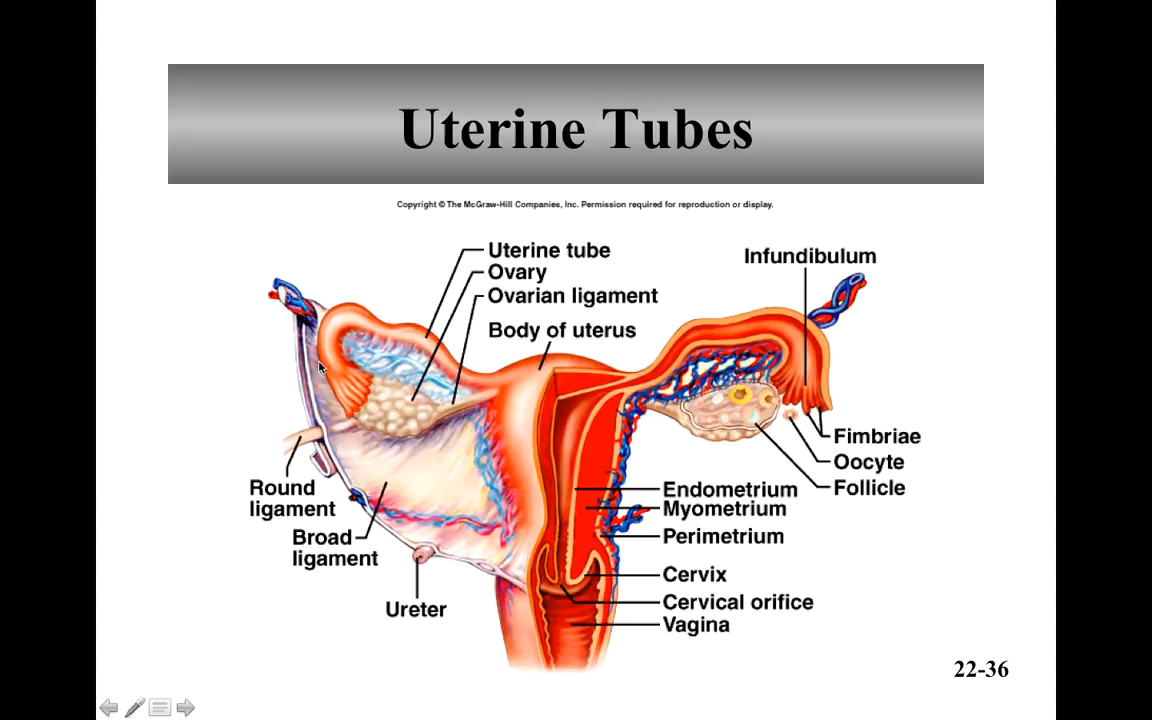 Uterine Tubes
Copyright © The McGraw-Hill Companies, Inc. Permission required for reproduction or display.
Uterine tube
Ovary
Ovarian ligament
Body of uterus
Infundibulum
Fimbriae
Oocyte
Follicle
Round
ligament
Broad
ligament
Ureter
Endometrium
Myometrium
Perimetrium
Cervix
Cervical orifice
Vagina
22-36